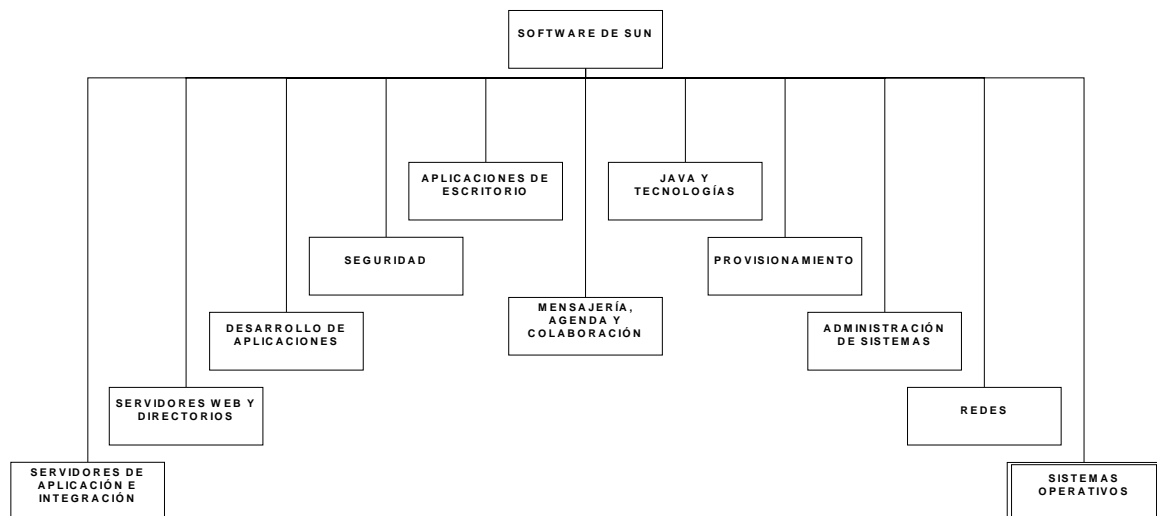 SOFTWARE DE SUN
APLICACIONES DE
ESCRITORIO
JAVA Y
TECNOLOGÍAS
SEGURIDAD
PROVISIONAMIENTO
MENSAJERÍA,
AGENDA Y
COLABORACIÓN
DESARROLLO DE
APLICACIONES
ADMINISTRACIÓN
DE SISTEMAS
SERVIDORES WEB Y
DIRECTORIOS
REDES
SERVIDORES DE
APLICACIÓN E
INTEGRACIÓN
SISTEMAS
OPERATIVOS